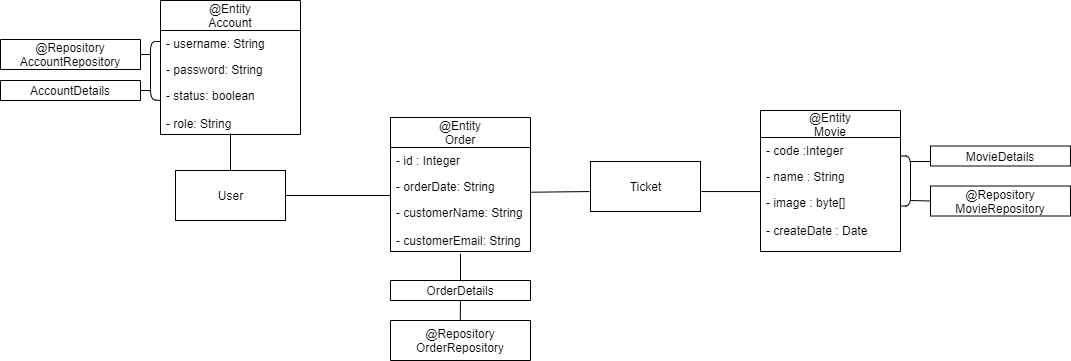 @Entity
Account
- username: String
- password: String
- status: boolean
- role: String
@Repository
AccountRepository
AccountDetails
User
@Entity
Order
- id : Integer
- orderDate: String
- customerName: String
- customerEmail: String
OrderDetails
@Repository
OrderRepository
Ticket
@Entity
Movie
- code :Integer
- name : String
- image : byte[]
- createDate : Date
MovieDetails
@Repository
MovieRepository